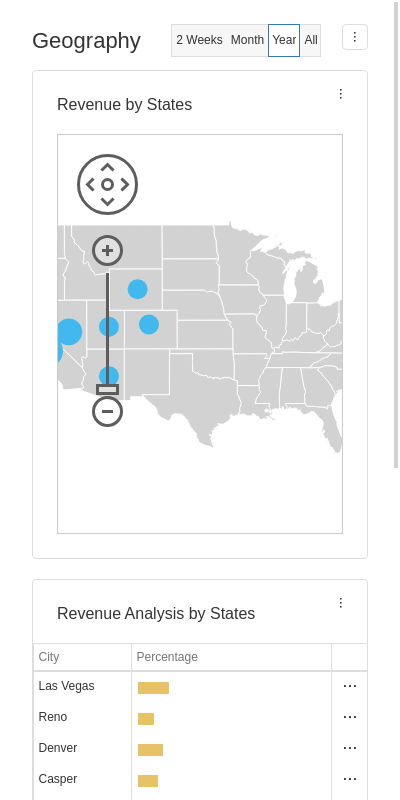 Geography
2 Weeks Month Year All
Revenue by States
Revenue Analysis by States
City Percentage
Las Vegas
Reno
Denver
Casper